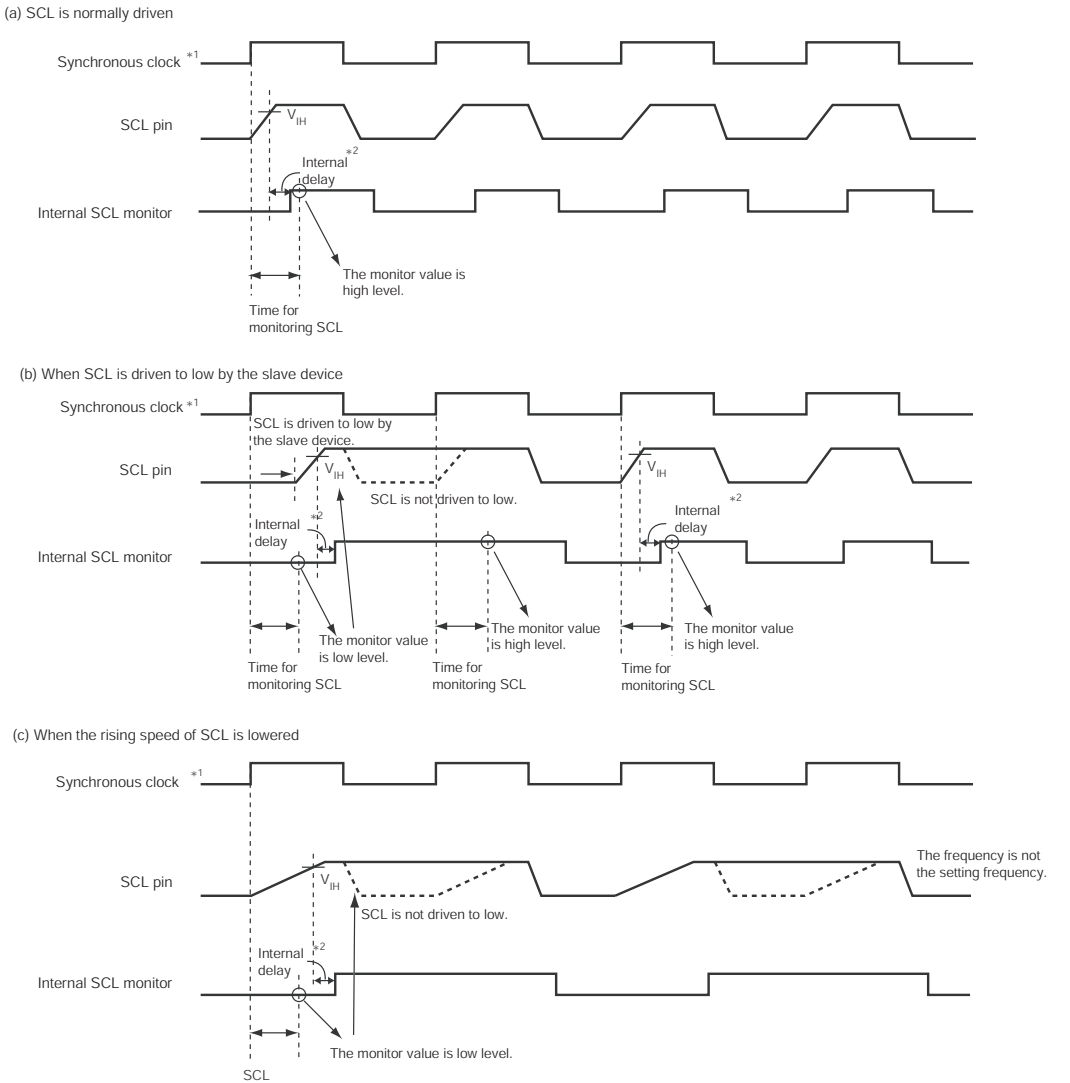 (a) SCL is normally driven
Synchronous clock *1
SCL pin
VIH
Internal *2
delay
Internal SCL monitor
The monitor value is
high level.
Time for
monitoring SCL
(b) When SCL is driven to low by the slave device
Synchronous clock *1
SCL is driven to low by
the slave device.
SCL pin
VIH
VIH
SCL is not driven to low.
Internal *2
delay
Internal *2
delay
Internal SCL monitor
The monitor value
is low level.
The monitor value
is high level.
The monitor value
is high level.
Time for
monitoring SCL
Time for
monitoring SCL
Time for
monitoring SCL
(c) When the rising speed of SCL is lowered
Synchronous clock *1
SCL pin
VIH
The frequency is not
the setting frequency.
SCL is not driven to low.
Internal *2
delay
Internal SCL monitor
The monitor value is low level.
SCL